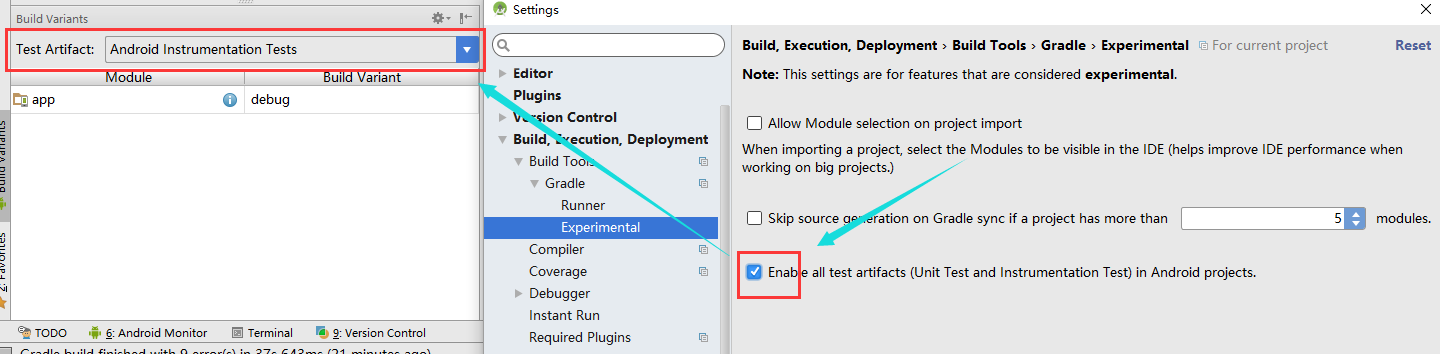 Build Variants
Test Artifact: Android Instrumentation Tests
Module Build Variant
app debug
Build Variants
2: Favorites
TODO 6: Android Monitor Terminal 9: Version Control
Gradle build finished with 9 error(s) in 37s 643ms (21 minutes ago)
Settings
Editor
Plugins
Version Control
Build, Execution, Deployment
Build Tools
Gradle
Runner
Experimental
Compiler
Coverage
Debugger
Instant Run
Required Plugins
Build, Execution, Deployment › Build Tools › Gradle › Experimental For current project Reset
Note: This settings are for features that are considered experimental.
Allow Module selection on project import
When importing a project, select the Modules to be visible in the IDE (helps improve IDE performance when
working on big projects.)
Skip source generation on Gradle sync if a project has more than 5 modules.
Enable all test artifacts (Unit Test and Instrumentation Test) in Android projects.